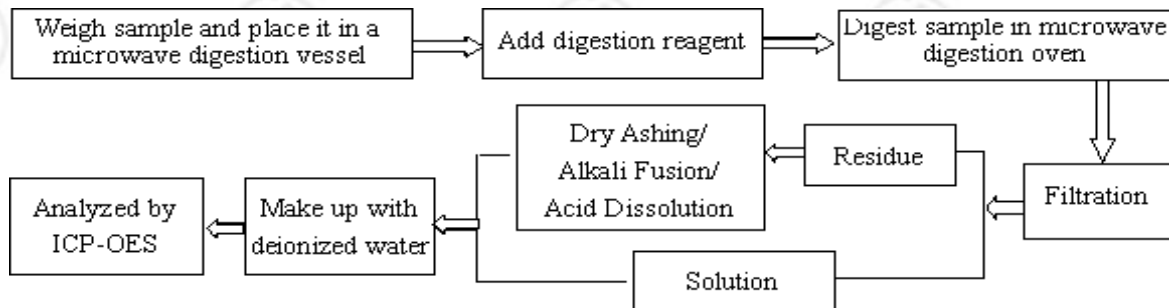 Weigh sample and place it in a
microwave digestion vessel
Add digestion reagent
Digest sample in microwave
digestion oven
Filtration
Residue
Dry Ashing/
Alkali Fusion/
Acid Dissolution
Solution
Make up with
deionized water
Analyzed by
ICP-OES